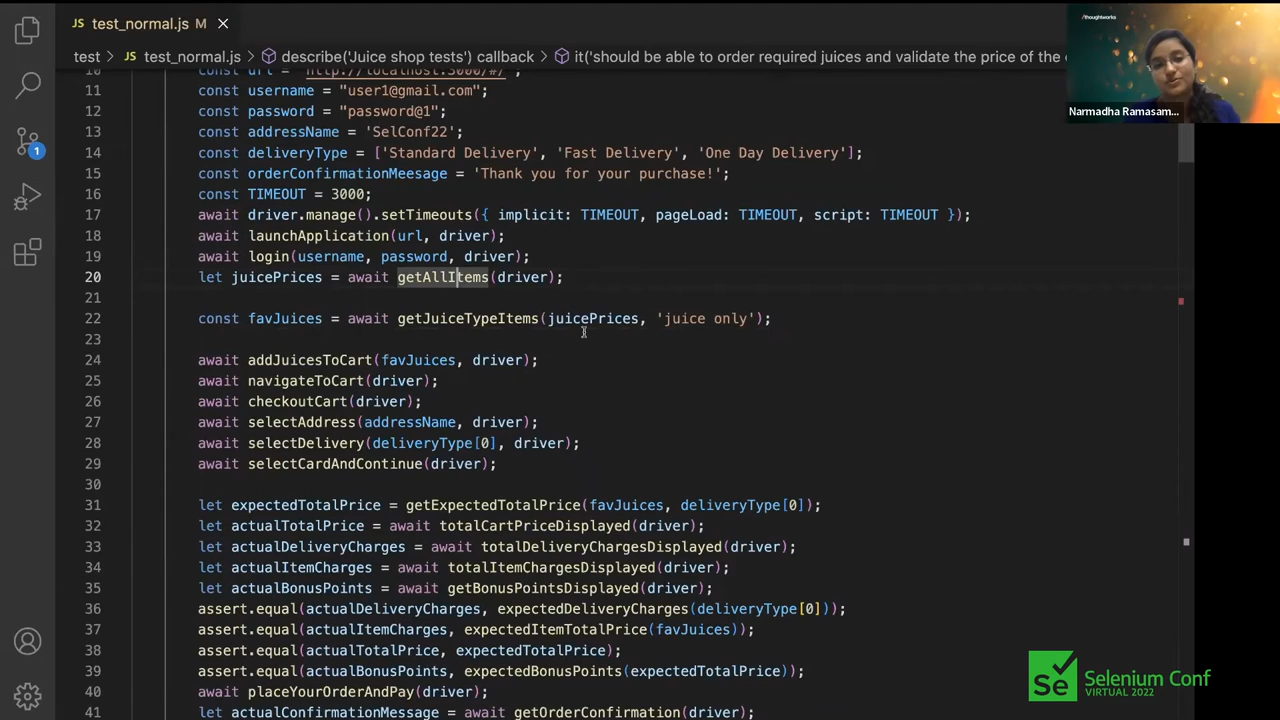 JS test_normal.js M
/thoughtworks
test > JS test_normal.js > describe('Juice shop tests') callback > it('should be able to order required juices and validate the price of the
Narmadha Ramasam...
10 const url = 'http://localhost:3000/#/';
11 const username = "user1@gmail.com";
12 const password = "password@1";
13 const addressName = 'SelConf22';
14 const deliveryType = ['Standard Delivery', 'Fast Delivery', 'One Day Delivery'];
15 const orderConfirmationMeesage = 'Thank you for your purchase!';
16 const TIMEOUT = 3000;
17 await driver.manage().setTimeouts({ implicit: TIMEOUT, pageLoad: TIMEOUT, script: TIMEOUT });
18 await launchApplication(url, driver);
19 await login(username, password, driver);
20 let juicePrices = await getAllItems(driver);
21
22 const favJuices = await getJuiceTypeItems(juicePrices, 'juice only');
23
24 await addJuicesToCart(favJuices, driver);
25 await navigateToCart(driver);
26 await checkoutCart(driver);
27 await selectAddress(addressName, driver);
28 await selectDelivery(deliveryType[0], driver);
29 await selectCardAndContinue(driver);
30
31 let expectedTotalPrice = getExpectedTotalPrice(favJuices, deliveryType[0]);
32 let actualTotalPrice = await totalCartPriceDisplayed(driver);
33 let actualDeliveryCharges = await totalDeliveryChargesDisplayed(driver);
34 let actualItemCharges = await totalItemChargesDisplayed(driver);
35 let actualBonusPoints = await getBonusPointsDisplayed(driver);
36 assert.equal(actualDeliveryCharges, expectedDeliveryCharges(deliveryType[0]));
37 assert.equal(actualItemCharges, expectedItemTotalPrice(favJuices));
38 assert.equal(actualTotalPrice, expectedTotalPrice);
39 assert.equal(actualBonusPoints, expectedBonusPoints(expectedTotalPrice));
40 await placeYourOrderAndPay(driver);
41 let actualConfirmationMessage = await getOrderConfirmation(driver);
1
Se Selenium Conf
VIRTUAL 2022